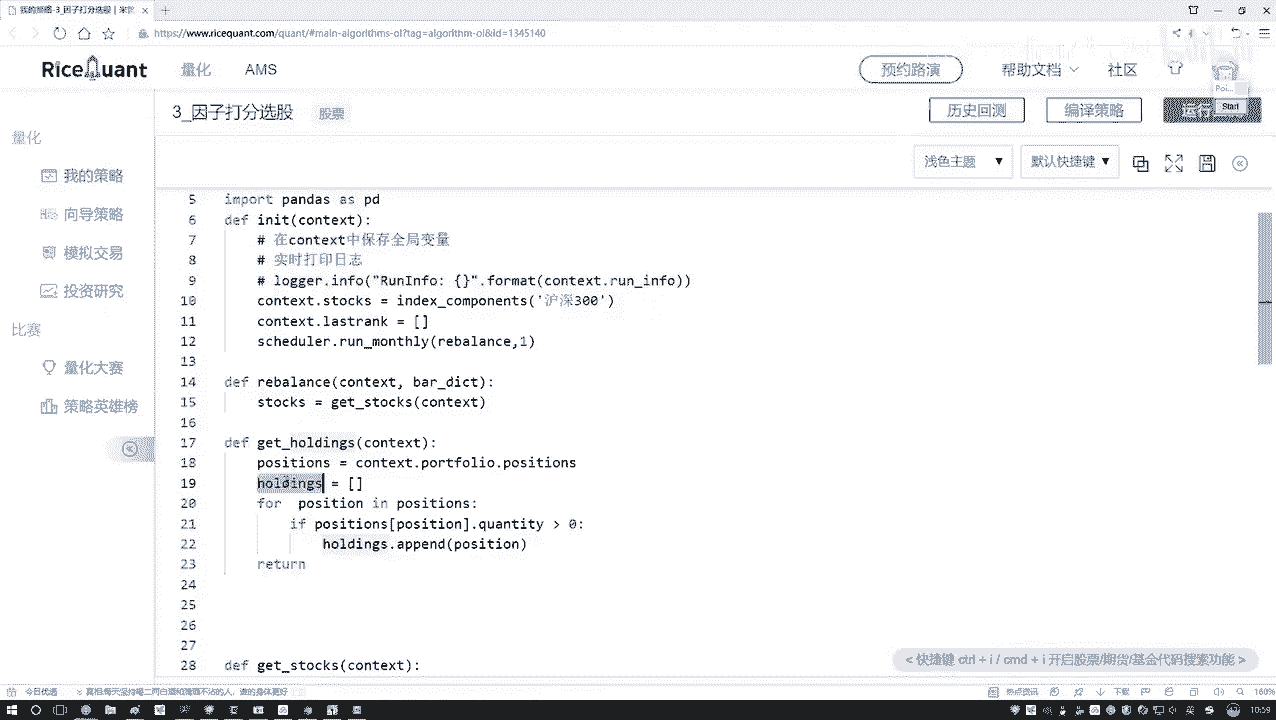 我的策略-3_因子打分选股 | 米筐
https://www.ricequant.com/quant/#main-algorithms-ol?tag=algorithm-ol&id=1345140
RiceQuant 量化 AMS 预约路演 帮助文档 社区
Poi...
Start
3_因子打分选股 股票 历史回测 编译策略
量化
我的策略
向导策略
模拟交易
投资研究
比赛
量化大赛
策略英雄榜
浅色主题 ▼ 默认快捷键 ▼
5 import pandas as pd
6 def init(context):
7 # 在context中保存全局变量
8 # 实时打印日志
9 # logger.info("RunInfo: {}".format(context.run_info))
10 context.stocks = index_components('沪深300')
11 context.lastrank = []
12 scheduler.run_monthly(rebalance,1)
13
14 def rebalance(context, bar_dict):
15 stocks = get_stocks(context)
16
17 def get_holdings(context):
18 positions = context.portfolio.positions
19 holdings = []
20 for  position in positions:
21 if positions[position].quantity > 0:
22 holdings.append(position)
23 return
24
25
26
27
28 def get_stocks(context):
< 快捷键 ctrl + i / cmd + i 开启股票/期货/基金代码搜索功能 >
今日优选
热点资讯 下载 160%
10:59